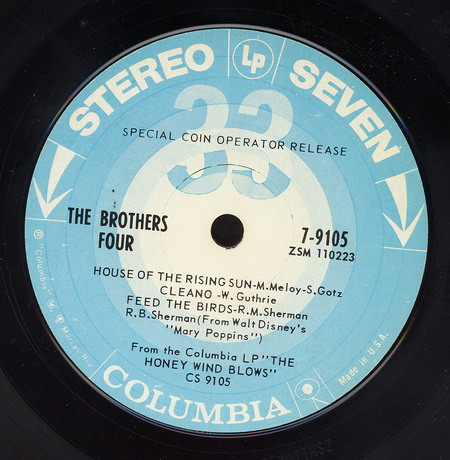 STEREO Lp SEVEN
33
SPECIAL COIN OPERATOR RELEASE
THE BROTHERS
FOUR
7-9105
ZSM 110223
HOUSE OF THE RISING SUN-M.Meloy-S.Gotz
CLEANO -W. Guthrie
FEED THE BIRDS-R.M.Sherman
R.B.Sherman(From Walt Disney's
"Mary Poppins")
From the Columbia LP "THE
HONEY WIND BLOWS"
CS 9105
COLUMBIA
® "Columbia"
Made in U.S.A.